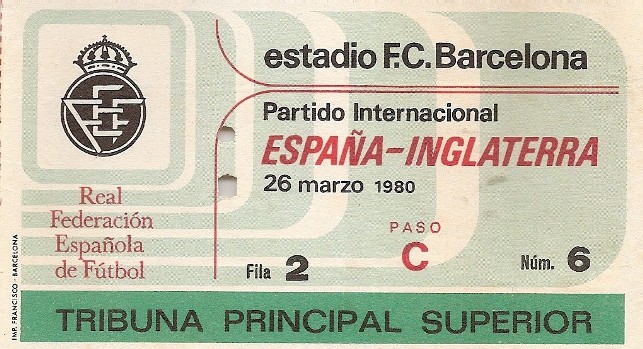 estadio F.C. Barcelona
Partido Internacional
ESPAÑA-INGLATERRA
26 marzo 1980
Real
Federación
Española
de Fútbol
PASO
C
Fila 2
Núm. 6
TRIBUNA PRINCIPAL SUPERIOR
IMP. FRANCISCO - BARCELONA